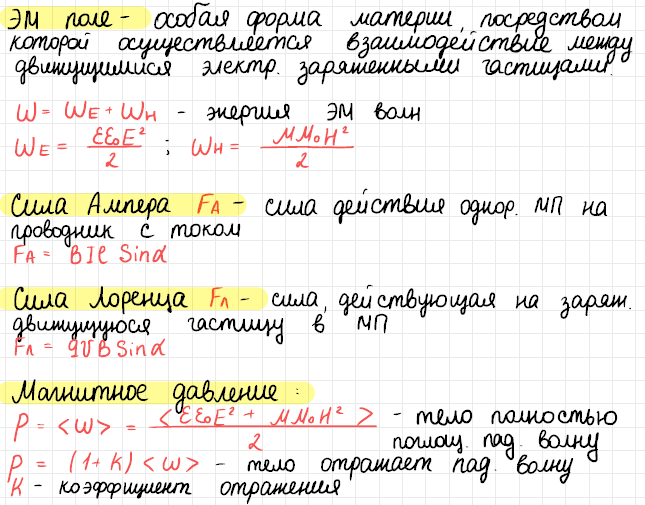 ЭМ поле - особая форма материи, посредством
которой осуществляется взаимодействие между
движущимися электр. заряженными частицами.
W = WE + WH - энергия ЭМ волн
WE = εε₀E²/2 ; WH = μμ₀H²/2
Сила Ампера FA - сила действия однор. МП на
проводник с током
FA = BIl Sinα
Сила Лоренца Fл - сила, действующая на заряж.
движущуюся частицу в МП
Fл = qvB Sinα
Магнитное давление:
P = <w> = <εε₀E² + μμ₀H²>/2 - тело полностью
поглощ. пад. волну
P = (1+K) <w> - тело отражает пад. волну
K - коэффициент отражения